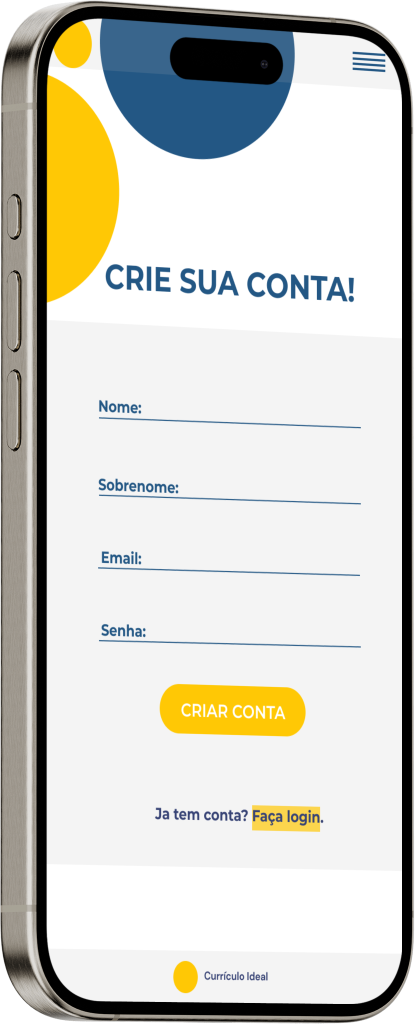 CRIE SUA CONTA!
Nome:
Sobrenome:
Email:
Senha:
CRIAR CONTA
Ja tem conta? Faça login.
Currículo Ideal